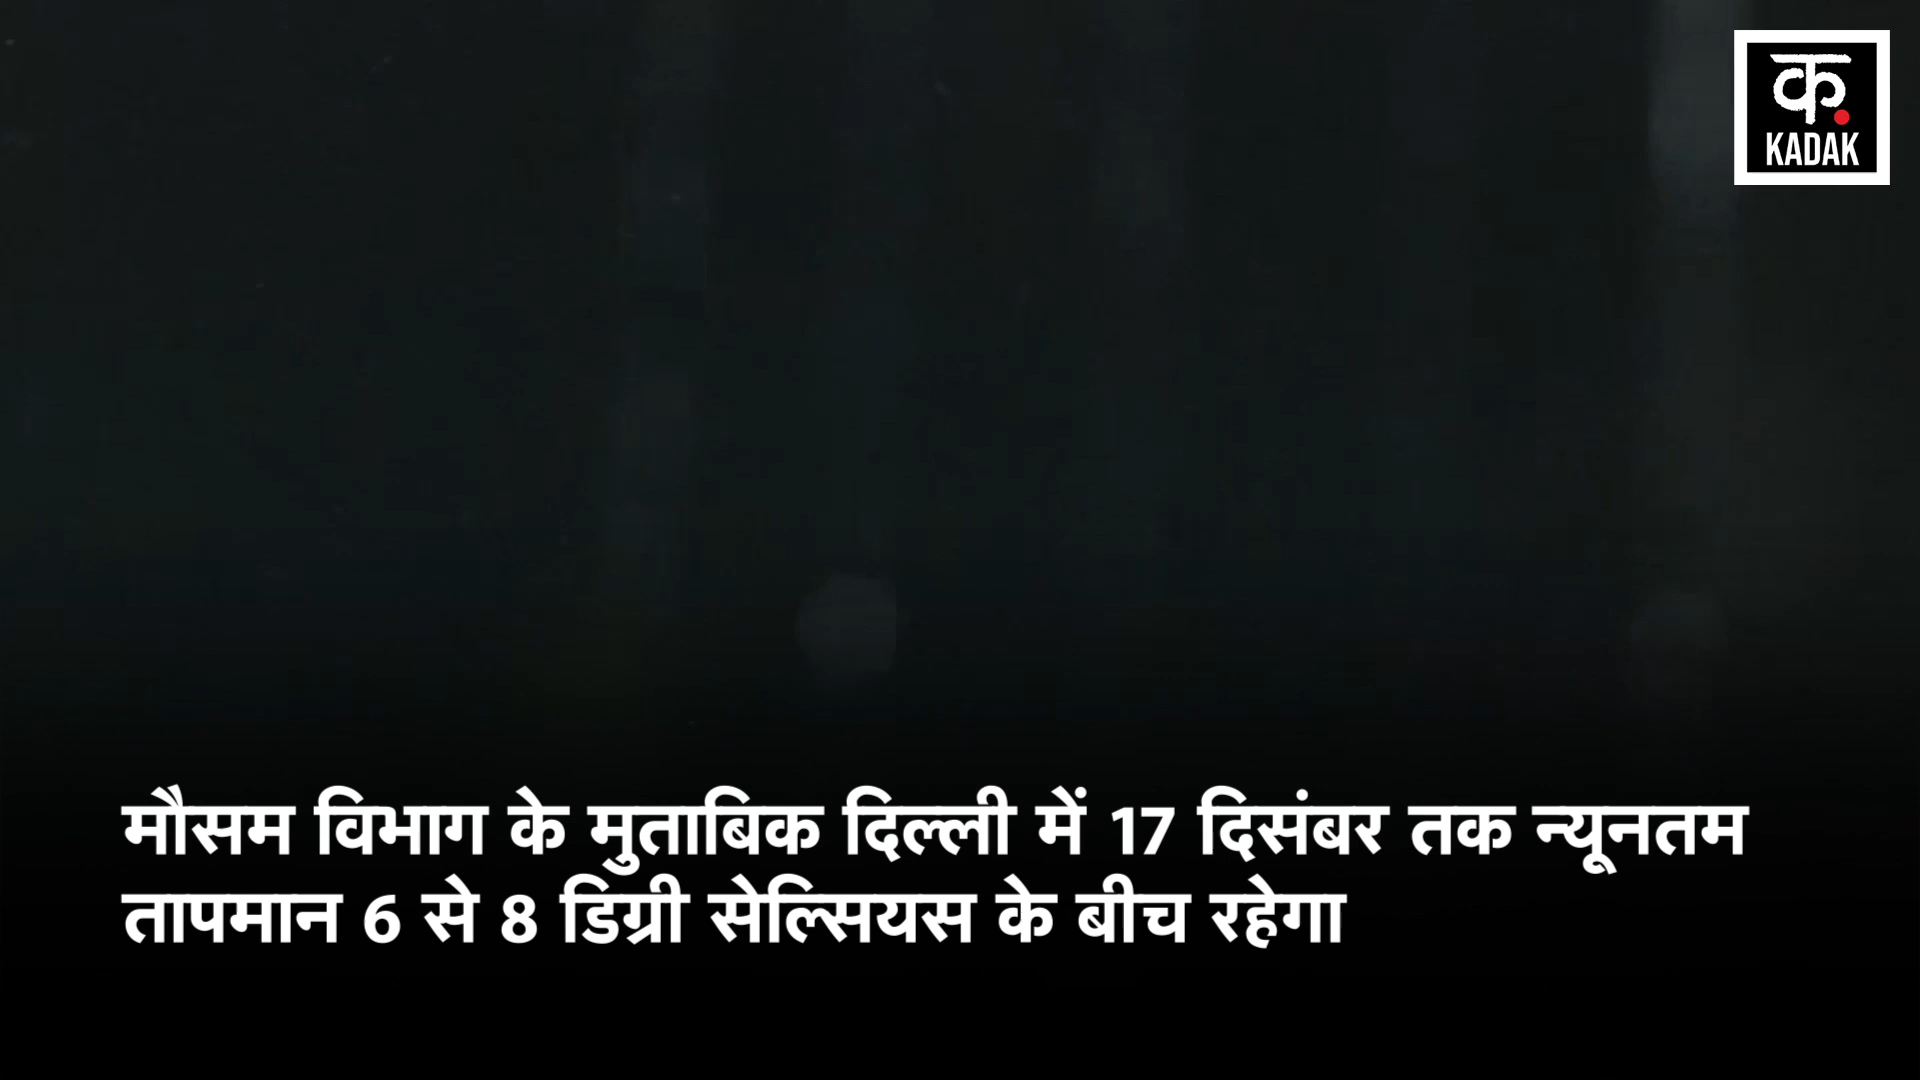 क.
KADAK
मौसम विभाग के मुताबिक दिल्ली में 17 दिसंबर तक न्यूनतम
तापमान 6 से 8 डिग्री सेल्सियस के बीच रहेगा